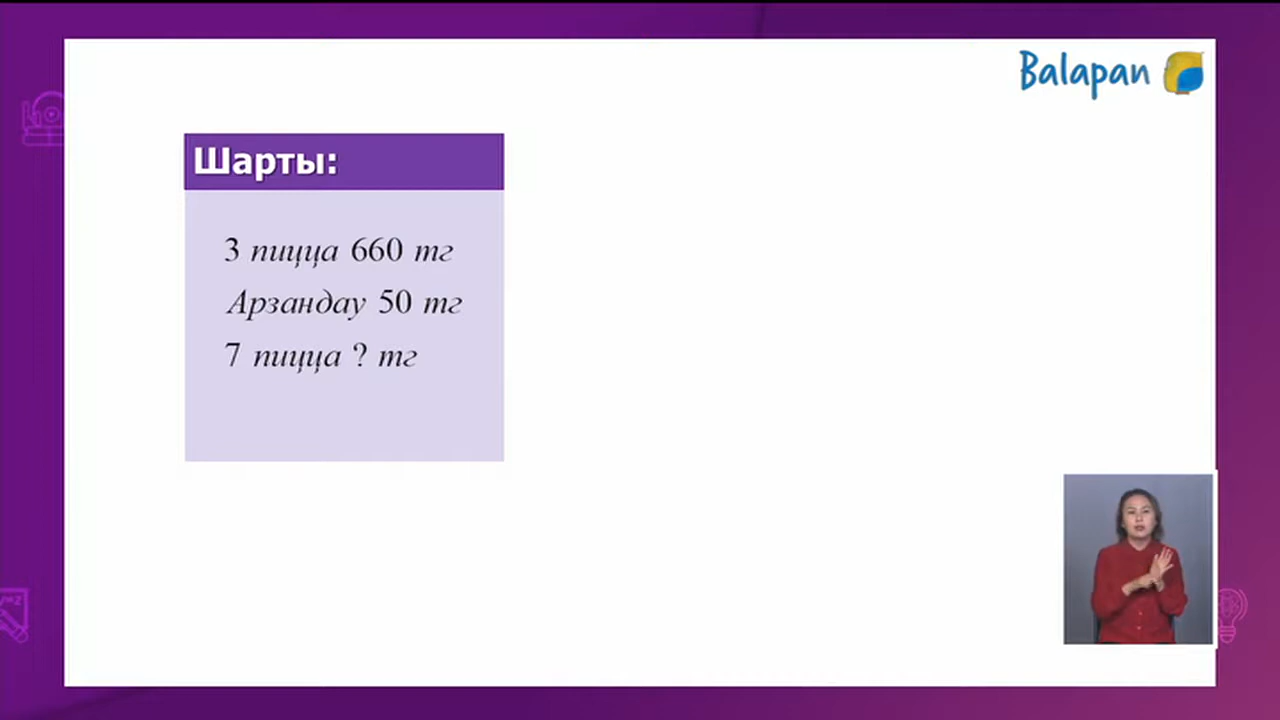 Balapan
Шарты:
3 пицца 660 тг
Арзандау 50 тг
7 пицца ? тг